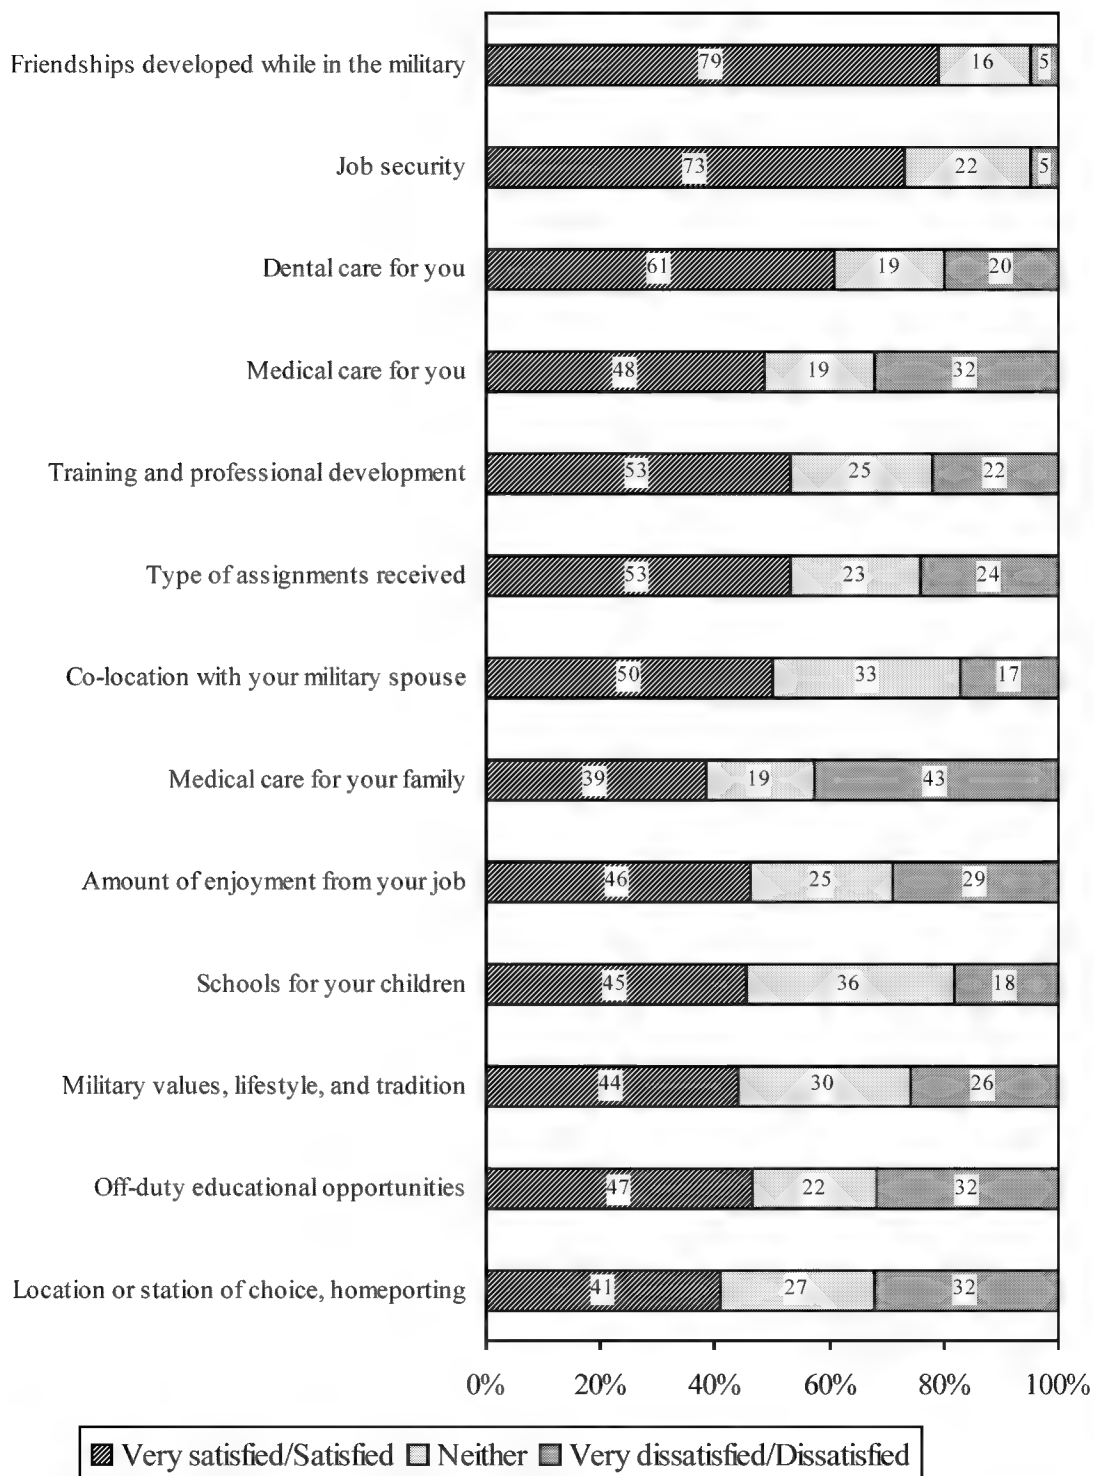 Friendships developed while in the military 79 16 5
Job security 73 22 5
Dental care for you 61 19 20
Medical care for you 48 19 32
Training and professional development 53 25 22
Type of assignments received 53 23 24
Co-location with your military spouse 50 33 17
Medical care for your family 39 19 43
Amount of enjoyment from your job 46 25 29
Schools for your children 45 36 18
Military values, lifestyle, and tradition 44 30 26
Off-duty educational opportunities 47 22 32
Location or station of choice, homeporting 41 27 32
0% 20% 40% 60% 80% 100%
Very satisfied/Satisfied Neither Very dissatisfied/Dissatisfied